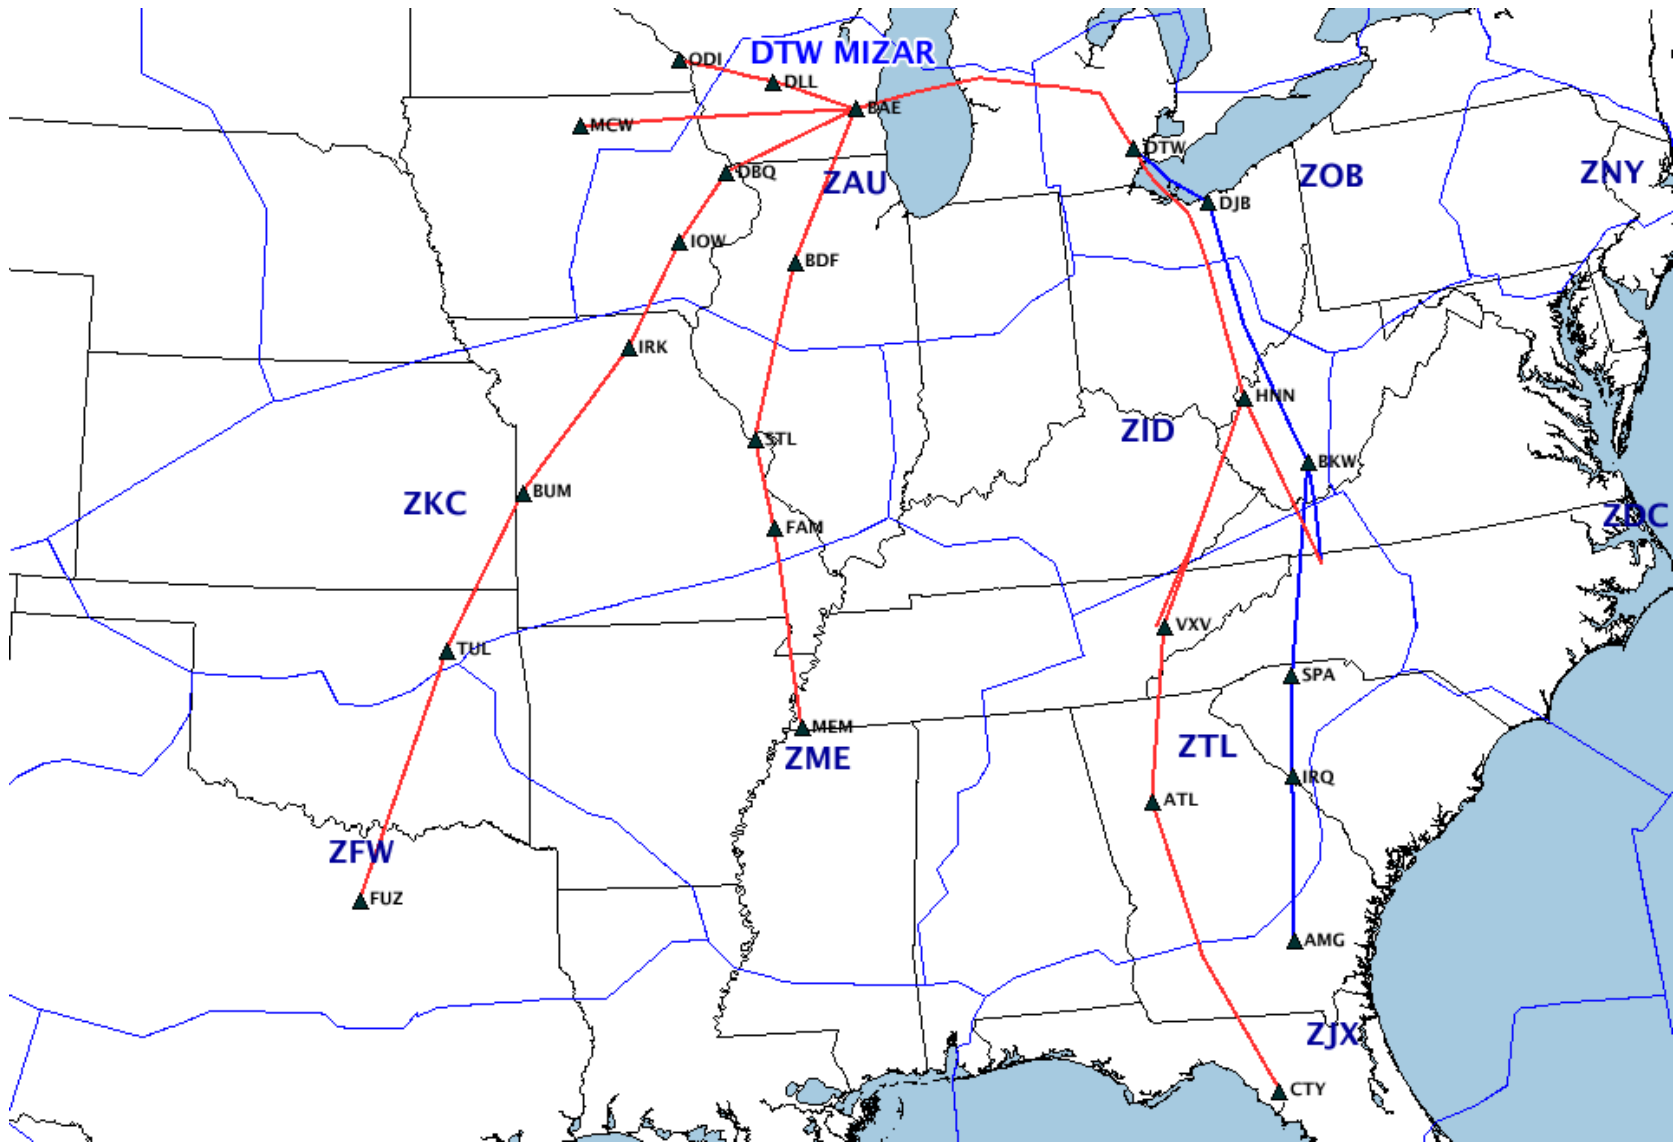 DTW MIZAR
ODI
DLL
BAE
MCW
DTW
DBQ
ZAU
ZOB
ZNY
DJB
IOW
BDF
IRK
HNN
ZID
STL
BKW
ZKC
BUM
FAM
ZDC
VXV
TUL
SPA
MEM
ZME
ZTL
IRQ
ATL
ZFW
FUZ
AMG
ZJX
CTY